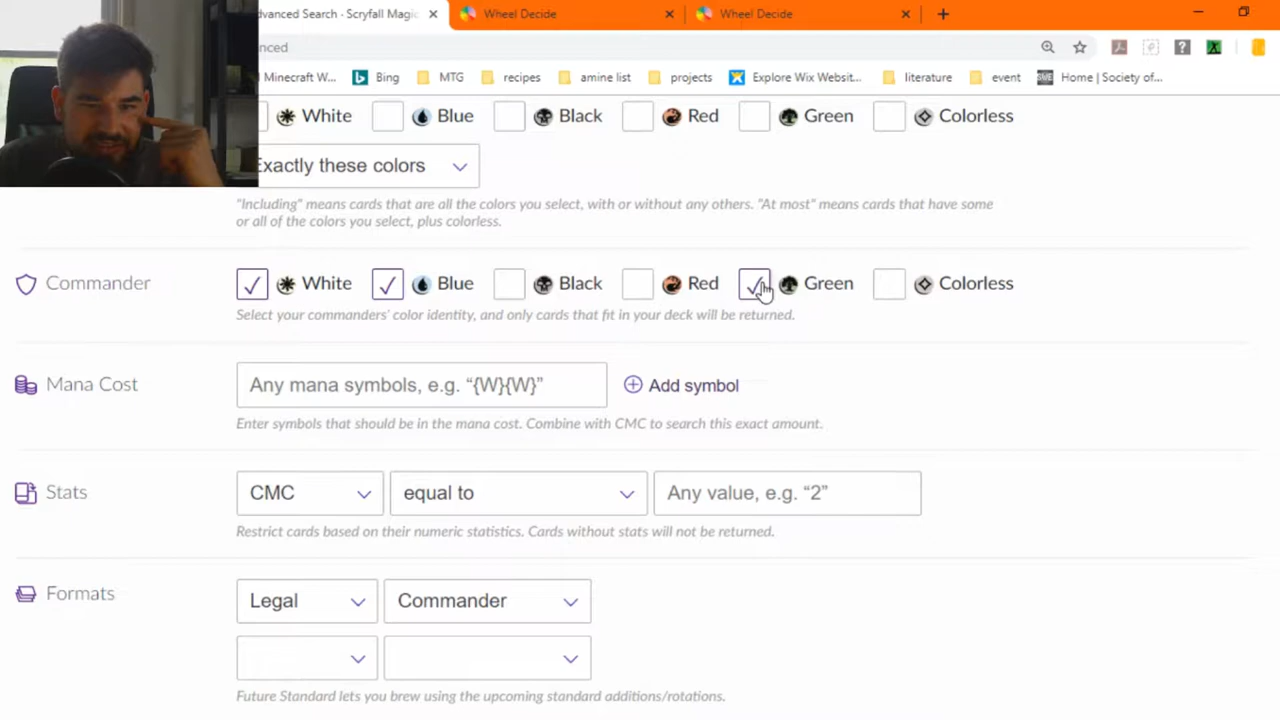 Advanced Search - Scryfall Magic × Wheel Decide × Wheel Decide × +
anced
Minecraft W... Bing MTG recipes amine list projects Explore Wix Websit... literature event Home | Society of...
White Blue Black Red Green Colorless
Exactly these colors
"Including" means cards that are all the colors you select, with or without any others. "At most" means cards that have some
or all of the colors you select, plus colorless.
Commander White Blue Black Red Green Colorless
Select your commanders' color identity, and only cards that fit in your deck will be returned.
Mana Cost Any mana symbols, e.g. “{W}{W}” Add symbol
Enter symbols that should be in the mana cost. Combine with CMC to search this exact amount.
Stats CMC equal to Any value, e.g. “2”
Restrict cards based on their numeric statistics. Cards without stats will not be returned.
Formats Legal Commander
Future Standard lets you brew using the upcoming standard additions/rotations.